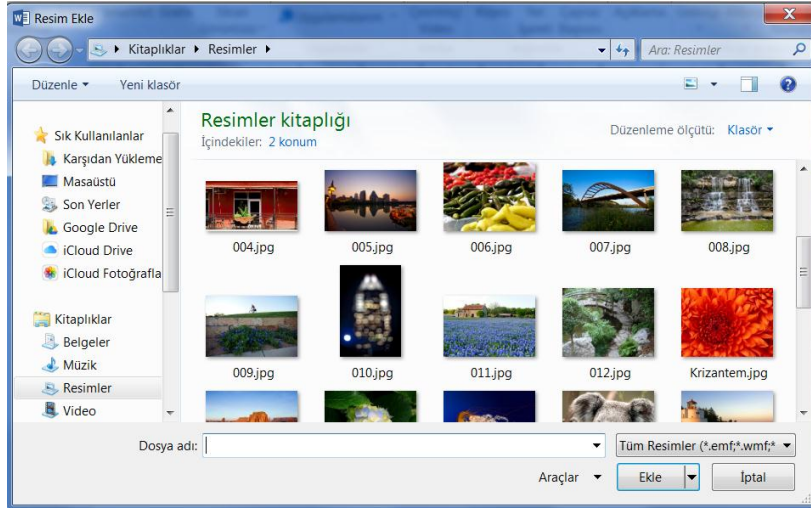 Resim Ekle
Kitaplıklar Resimler
Ara: Resimler
Düzenle Yeni klasör
Sık Kullanılanlar
Karşıdan Yükleme
Masaüstü
Son Yerler
Google Drive
iCloud Drive
iCloud Fotoğrafla
Kitaplıklar
Belgeler
Müzik
Resimler
Video
Resimler kitaplığı
İçindekiler: 2 konum
Düzenleme ölçütü: Klasör
004.jpg 005.jpg 006.jpg 007.jpg 008.jpg
009.jpg 010.jpg 011.jpg 012.jpg Krizantem.jpg
Dosya adı:
Tüm Resimler (*.emf;*.wmf;*
Araçlar Ekle İptal